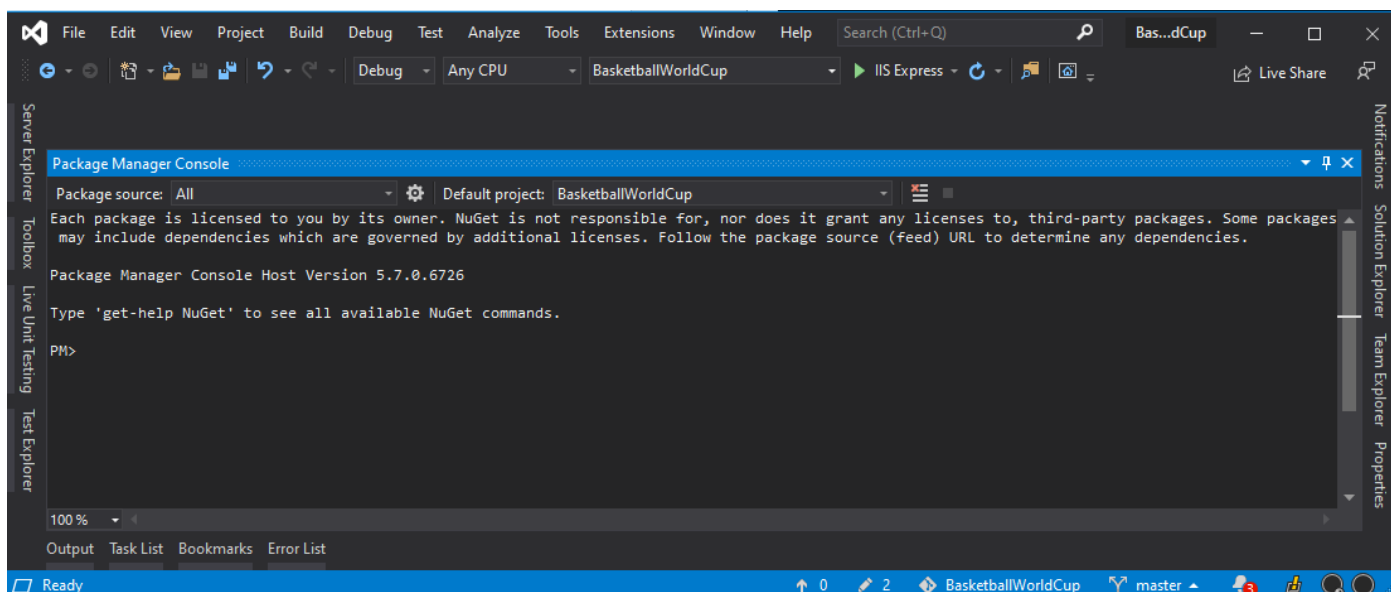 File Edit View Project Build Debug Test Analyze Tools Extensions Window Help Search (Ctrl+Q) Bas...dCup
Debug Any CPU BasketballWorldCup IIS Express Live Share
Server Explorer
Toolbox
Live Unit Testing
Test Explorer
Package Manager Console
Package source: All Default project: BasketballWorldCup
Each package is licensed to you by its owner. NuGet is not responsible for, nor does it grant any licenses to, third-party packages. Some packages
may include dependencies which are governed by additional licenses. Follow the package source (feed) URL to determine any dependencies.
Package Manager Console Host Version 5.7.0.6726
Type 'get-help NuGet' to see all available NuGet commands.
PM>
100 %
Notifications
Solution Explorer
Team Explorer
Properties
Output Task List Bookmarks Error List
Ready 0 2 BasketballWorldCup master 3